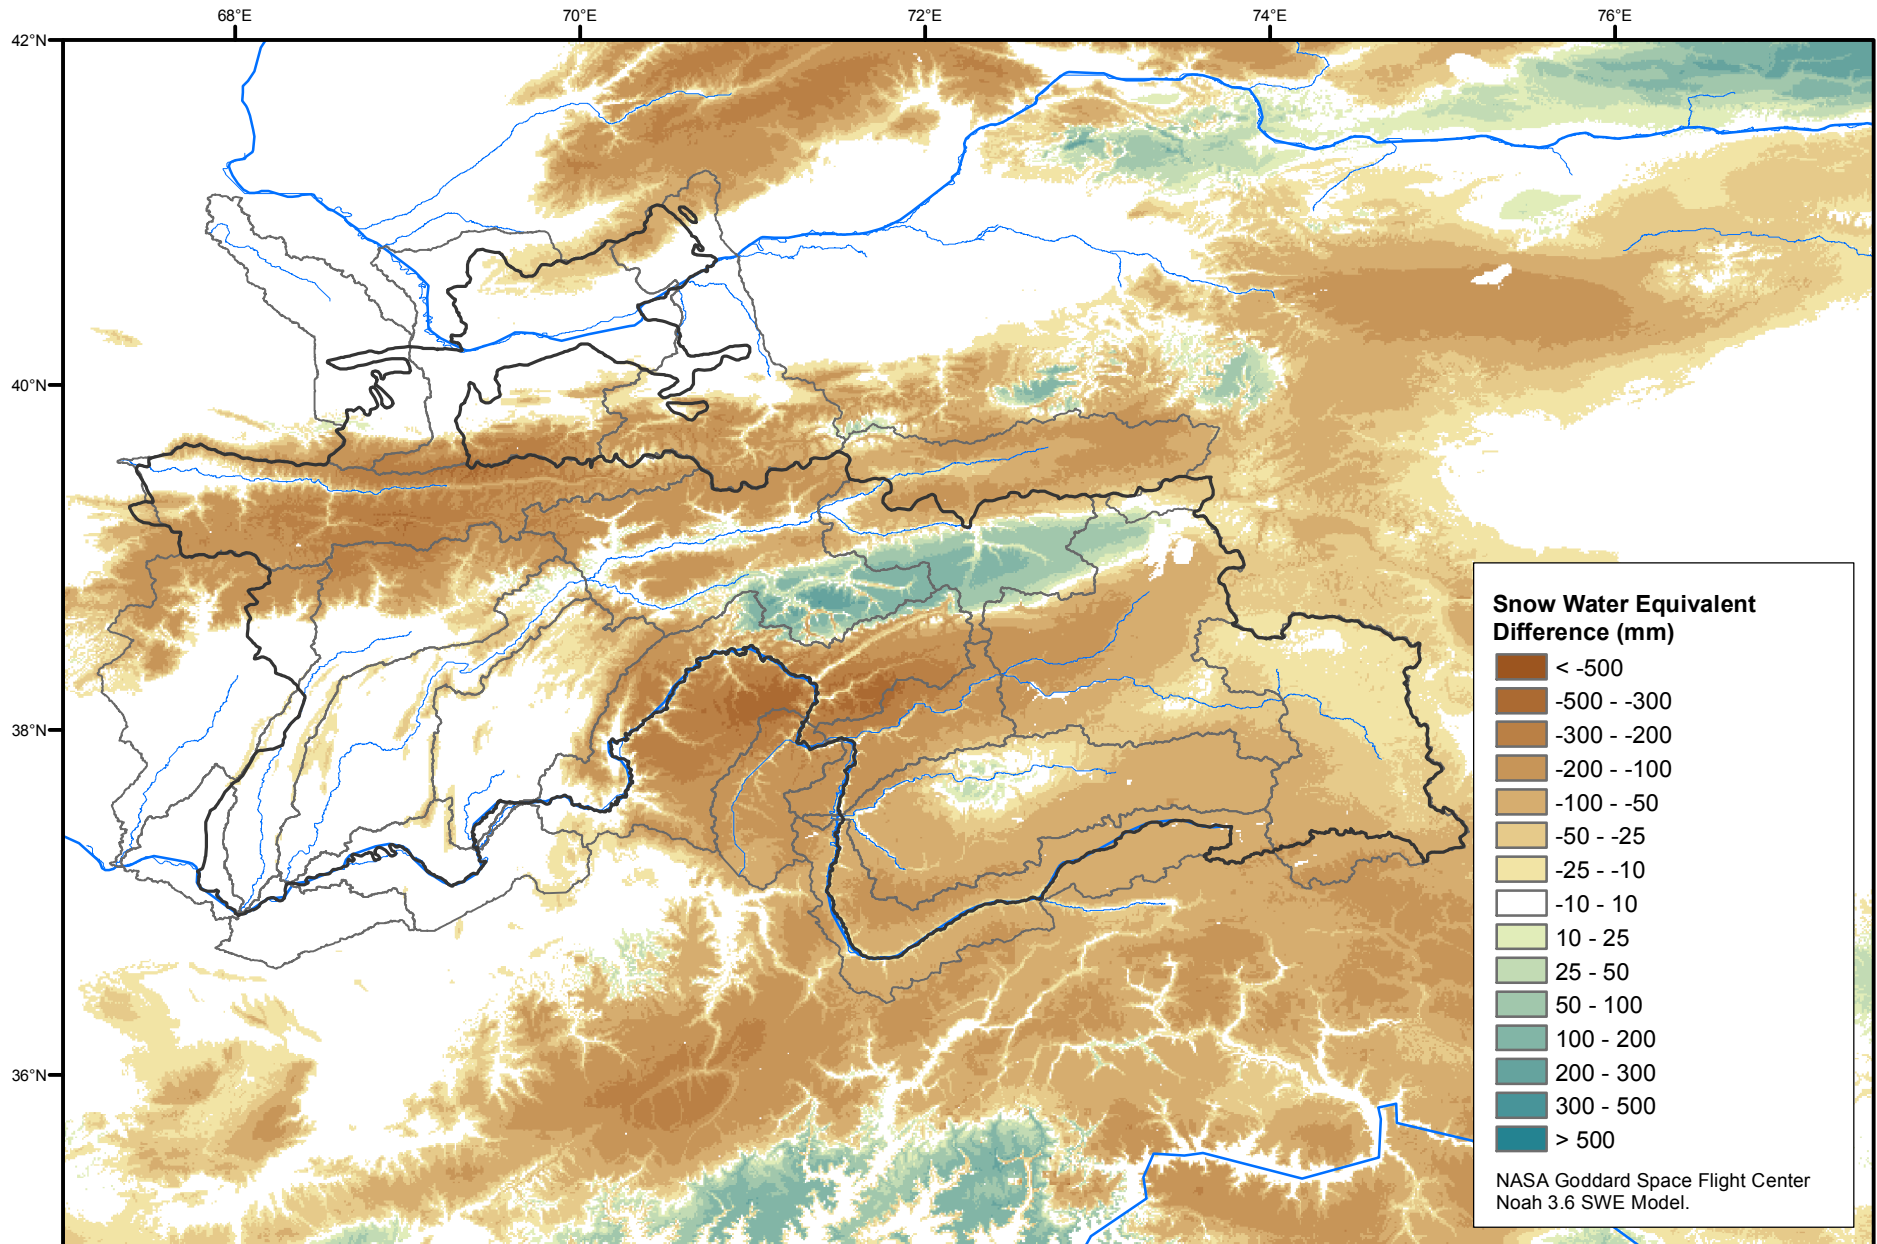 68°E 70°E 72°E 74°E 76°E
42°N
40°N
38°N
36°N
Snow Water Equivalent
Difference (mm)
< -500
-500 - -300
-300 - -200
-200 - -100
-100 - -50
-50 - -25
-25 - -10
-10 - 10
10 - 25
25 - 50
50 - 100
100 - 200
200 - 300
300 - 500
> 500
NASA Goddard Space Flight Center
Noah 3.6 SWE Model.